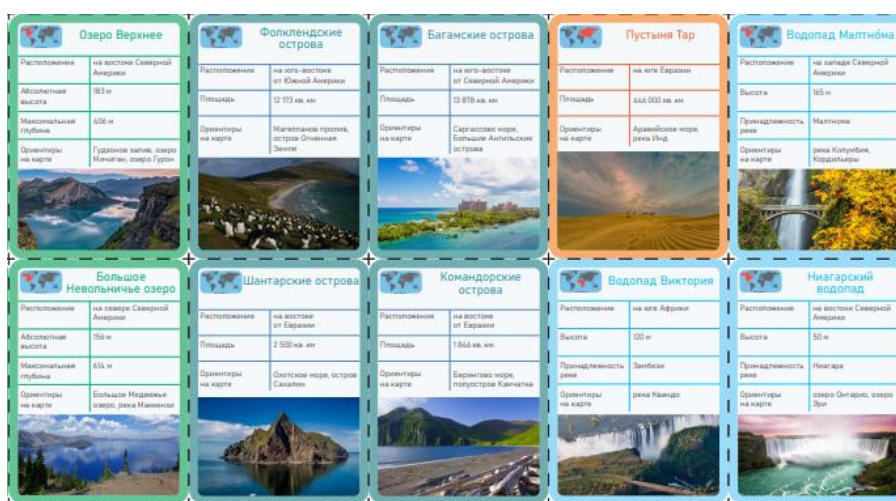 Озеро Верхнее
Расположение
на востоке Северной
Америки
Абсолютная
высота
183 м
Максимальная
глубина
406 м
Ориентиры
на карте
Гудзонов залив, озеро
Мичиган, озеро Гурон
Фолклендские
острова
Расположение
на юго-востоке
от Южной Америки
Площадь
12 173 кв. км
Ориентиры
на карте
Магелланов пролив,
остров Огненная
Земля
Багамские острова
Расположение
на юго-востоке
от Северной Америки
Площадь
13 878 кв. км
Ориентиры
на карте
Саргассово море,
Большие Антильские
острова
Пустыня Тар
Расположение
на юге Евразии
Площадь
446 000 кв. км
Ориентиры
на карте
Аравийское море,
река Инд
Водопад Малтно́ма
Расположение
на западе Северной
Америки
Высота
165 м
Принадлежность
реке
Малтнома
Ориентиры
на карте
река Колумбия,
Кордильеры
Большое
Невольничье озеро
Расположение
на севере Северной
Америки
Абсолютная
высота
156 м
Максимальная
глубина
614 м
Ориентиры
на карте
Большое Медвежье
озеро, река Маккензи
Шантарские острова
Расположение
на востоке
от Евразии
Площадь
2 500 кв. км
Ориентиры
на карте
Охотское море, остров
Сахалин
Командорские
острова
Расположение
на востоке
от Евразии
Площадь
1 846 кв. км
Ориентиры
на карте
Берингово море,
полуостров Камчатка
Водопад Виктория
Расположение
на юге Африки
Высота
120 м
Принадлежность
реке
Замбези
Ориентиры
на карте
река Квандо
Ниагарский
водопад
Расположение
на востоке Северной
Америки
Высота
50 м
Принадлежность
реке
Ниагара
Ориентиры
на карте
озеро Онтарио, озеро
Эри